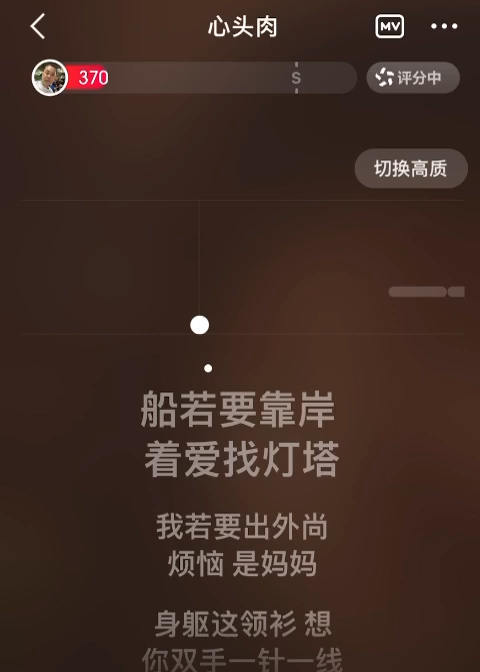 心头肉
MV
370
S
评分中
切换高质
船若要靠岸
着爱找灯塔
我若要出外尚
烦恼 是妈妈
身躯这领衫 想
你双手一针一线